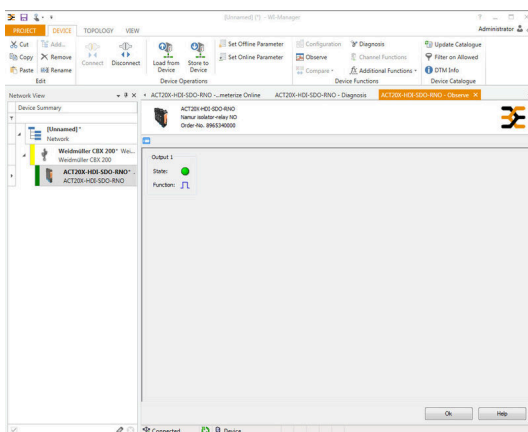 [Unnamed] - WI-Manager
PROJECT DEVICE TOPOLOGY VIEW
Administrator
Cut Add...
Copy Remove
Paste Rename
Edit
Connect Disconnect
Load from Device Store to Device
Set Offline Parameter
Set Online Parameter
Device Operations
Configuration Diagnosis
Observe Channel Functions
Compare Additional Functions
Device Functions
Update Catalogue
Filter on Allowed
DTM Info
Device Catalogue
Network View
ACT20X-HDI-SDO-RNO -...meterize Online ACT20X-HDI-SDO-RNO - Diagnosis ACT20X-HDI-SDO-RNO - Observe
Device Summary
[Unnamed]*
Network
Weidmüller CBX 200* Wei...
Weidmüller CBX 200
ACT20X-HDI-SDO-RNO*
ACT20X-HDI-SDO-RNO
ACT20X-HDI-SDO-RNO
Namur isolator-relay NO
Order-No. 8965340000
Output 1
State:
Function:
Ok Help
Connected Device